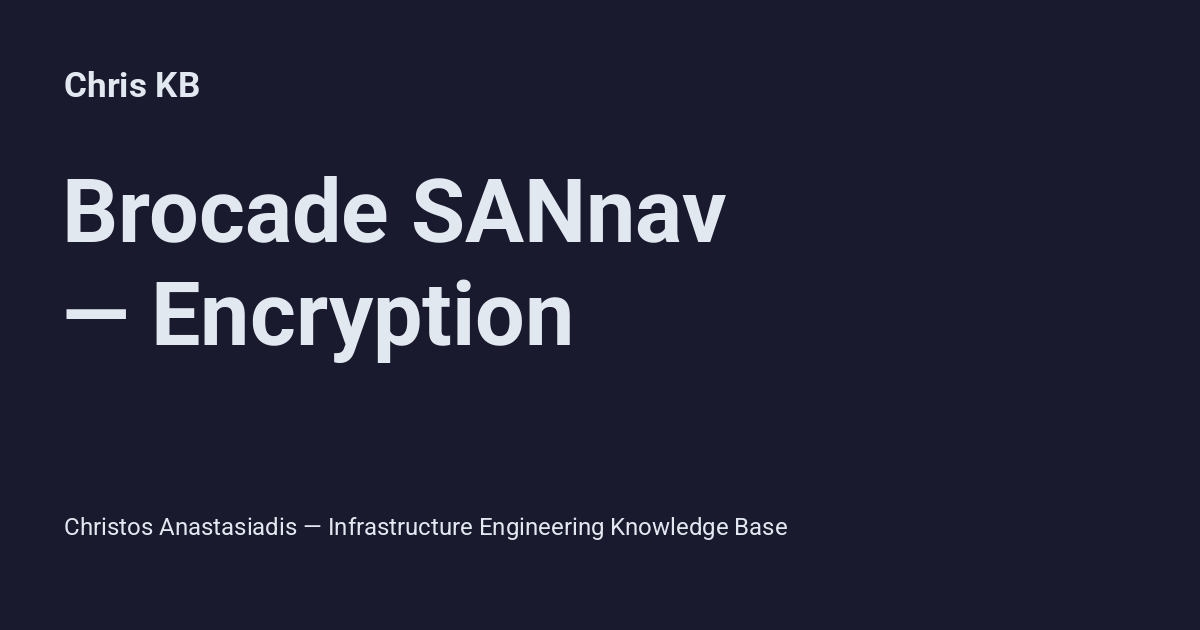 Chris KB
Brocade SANnav
— Encryption
Christos Anastasiadis — Infrastructure Engineering Knowledge Base